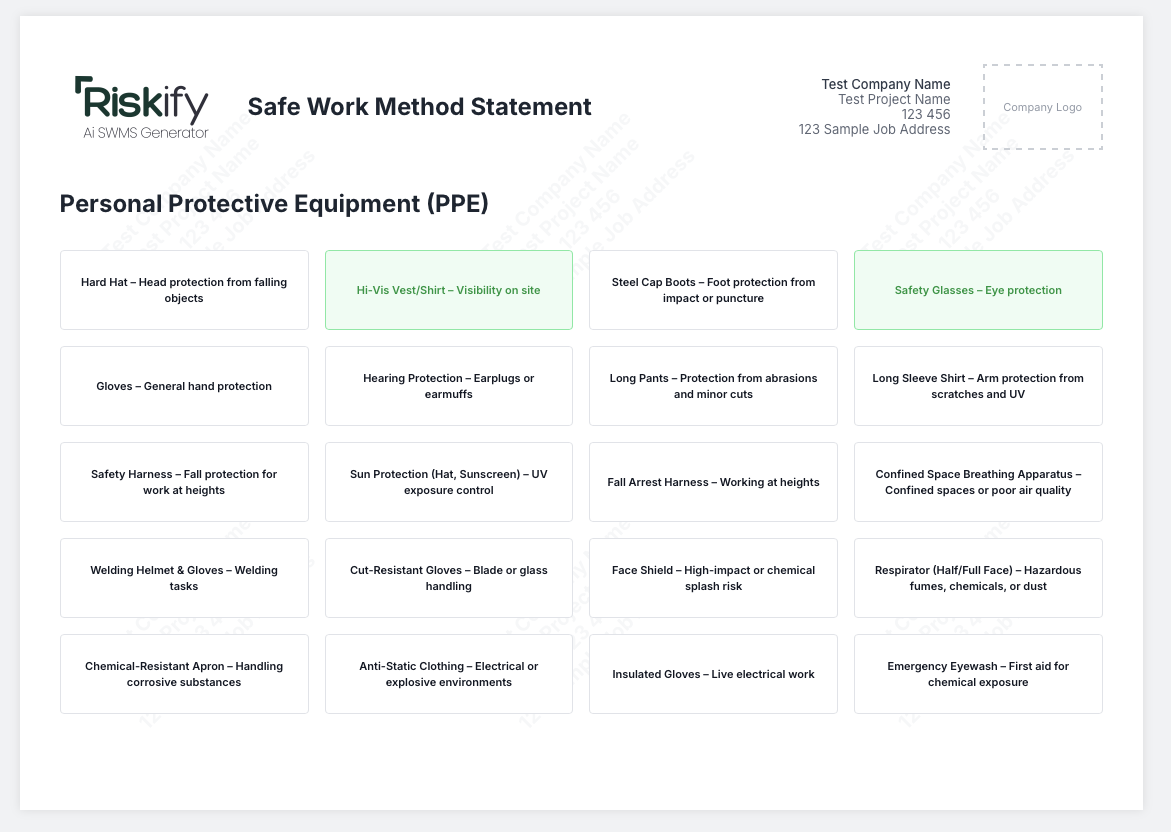 Riskify
Ai SWMS Generator
Safe Work Method Statement
Test Company Name
Test Project Name
123 456
123 Sample Job Address
Company Logo
Personal Protective Equipment (PPE)
Hard Hat – Head protection from falling
objects
Hi-Vis Vest/Shirt – Visibility on site
Steel Cap Boots – Foot protection from
impact or puncture
Safety Glasses – Eye protection
Gloves – General hand protection
Hearing Protection – Earplugs or
earmuffs
Long Pants – Protection from abrasions
and minor cuts
Long Sleeve Shirt – Arm protection from
scratches and UV
Safety Harness – Fall protection for
work at heights
Sun Protection (Hat, Sunscreen) – UV
exposure control
Fall Arrest Harness – Working at heights
Confined Space Breathing Apparatus –
Confined spaces or poor air quality
Welding Helmet & Gloves – Welding
tasks
Cut-Resistant Gloves – Blade or glass
handling
Face Shield – High-impact or chemical
splash risk
Respirator (Half/Full Face) – Hazardous
fumes, chemicals, or dust
Chemical-Resistant Apron – Handling
corrosive substances
Anti-Static Clothing – Electrical or
explosive environments
Insulated Gloves – Live electrical work
Emergency Eyewash – First aid for
chemical exposure